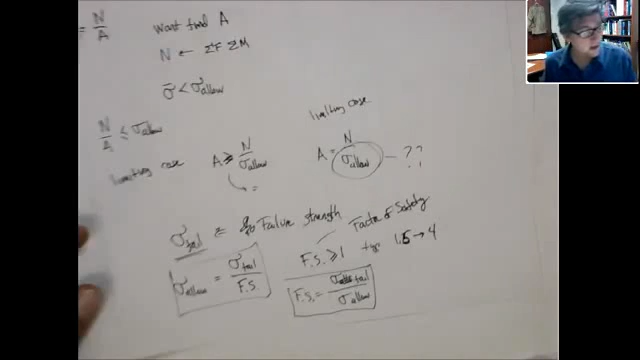 = N/A want find A
N ← ΣF ΣM
σ < σallow
N/A ≤ σallow
limiting case
limiting case A ≥ N/σallow A = N/σallow – ??
↳ =
σfail = Failure strength
Factor of Safety
σallow = σfail/F.S. F.S. ≥ 1 typ 1.5 → 4
F.S. = σfail/σallow